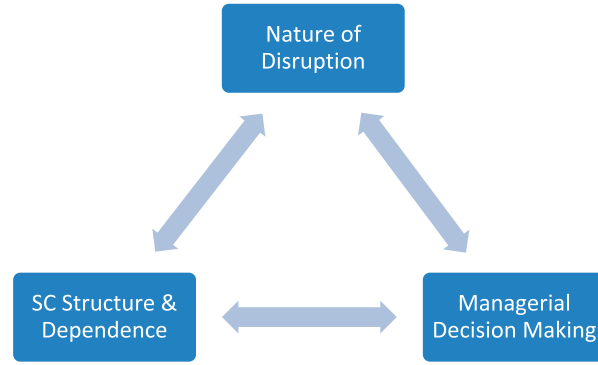 Nature of
Disruption
SC Structure &
Dependence
Managerial
Decision Making